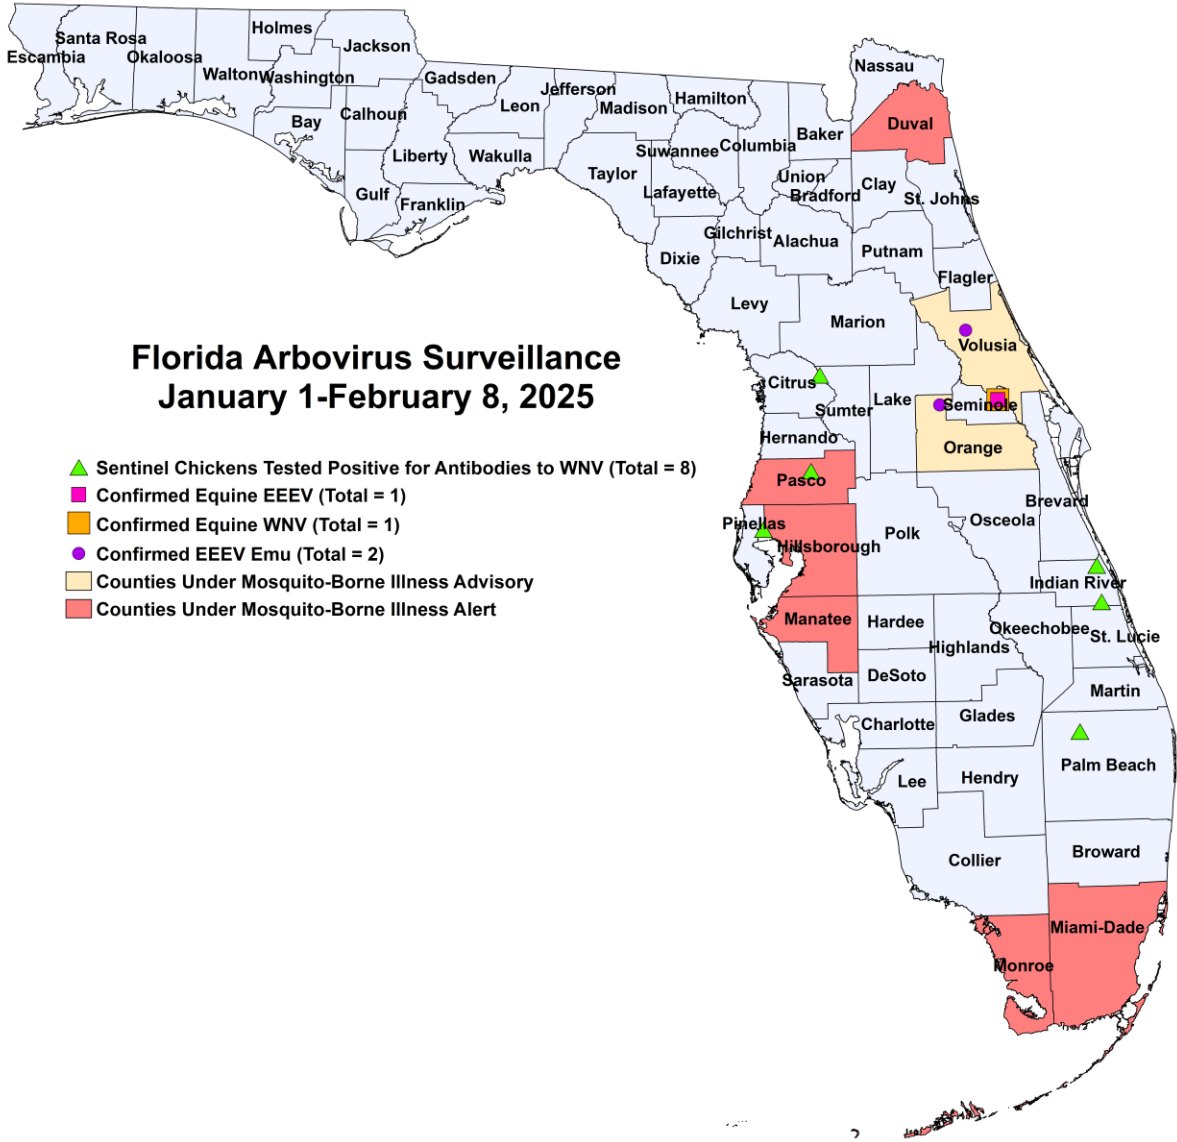 Holmes
Santa Rosa
Jackson
Escambia
Okaloosa
Walton
Washington
Gadsden
Jefferson
Hamilton
Nassau
Leon
Madison
Calhoun
Bay
Duval
Baker
Suwannee
Columbia
Liberty
Wakulla
Taylor
Union
Clay
Gulf
Lafayette
Bradford
St. Johns
Franklin
Gilchrist
Alachua
Putnam
Dixie
Flagler
Levy
Marion
Volusia
Florida Arbovirus Surveillance
January 1-February 8, 2025
Citrus
Lake
Seminole
Sumter
Hernando
Orange
Sentinel Chickens Tested Positive for Antibodies to WNV (Total = 8)
Confirmed Equine EEEV (Total = 1)
Confirmed Equine WNV (Total = 1)
Confirmed EEEV Emu (Total = 2)
Counties Under Mosquito-Borne Illness Advisory
Counties Under Mosquito-Borne Illness Alert
Pasco
Brevard
Pinellas
Osceola
Polk
Hillsborough
Indian River
Manatee
Hardee
Okeechobee
St. Lucie
Highlands
Sarasota
DeSoto
Martin
Charlotte
Glades
Palm Beach
Lee
Hendry
Collier
Broward
Miami-Dade
Monroe